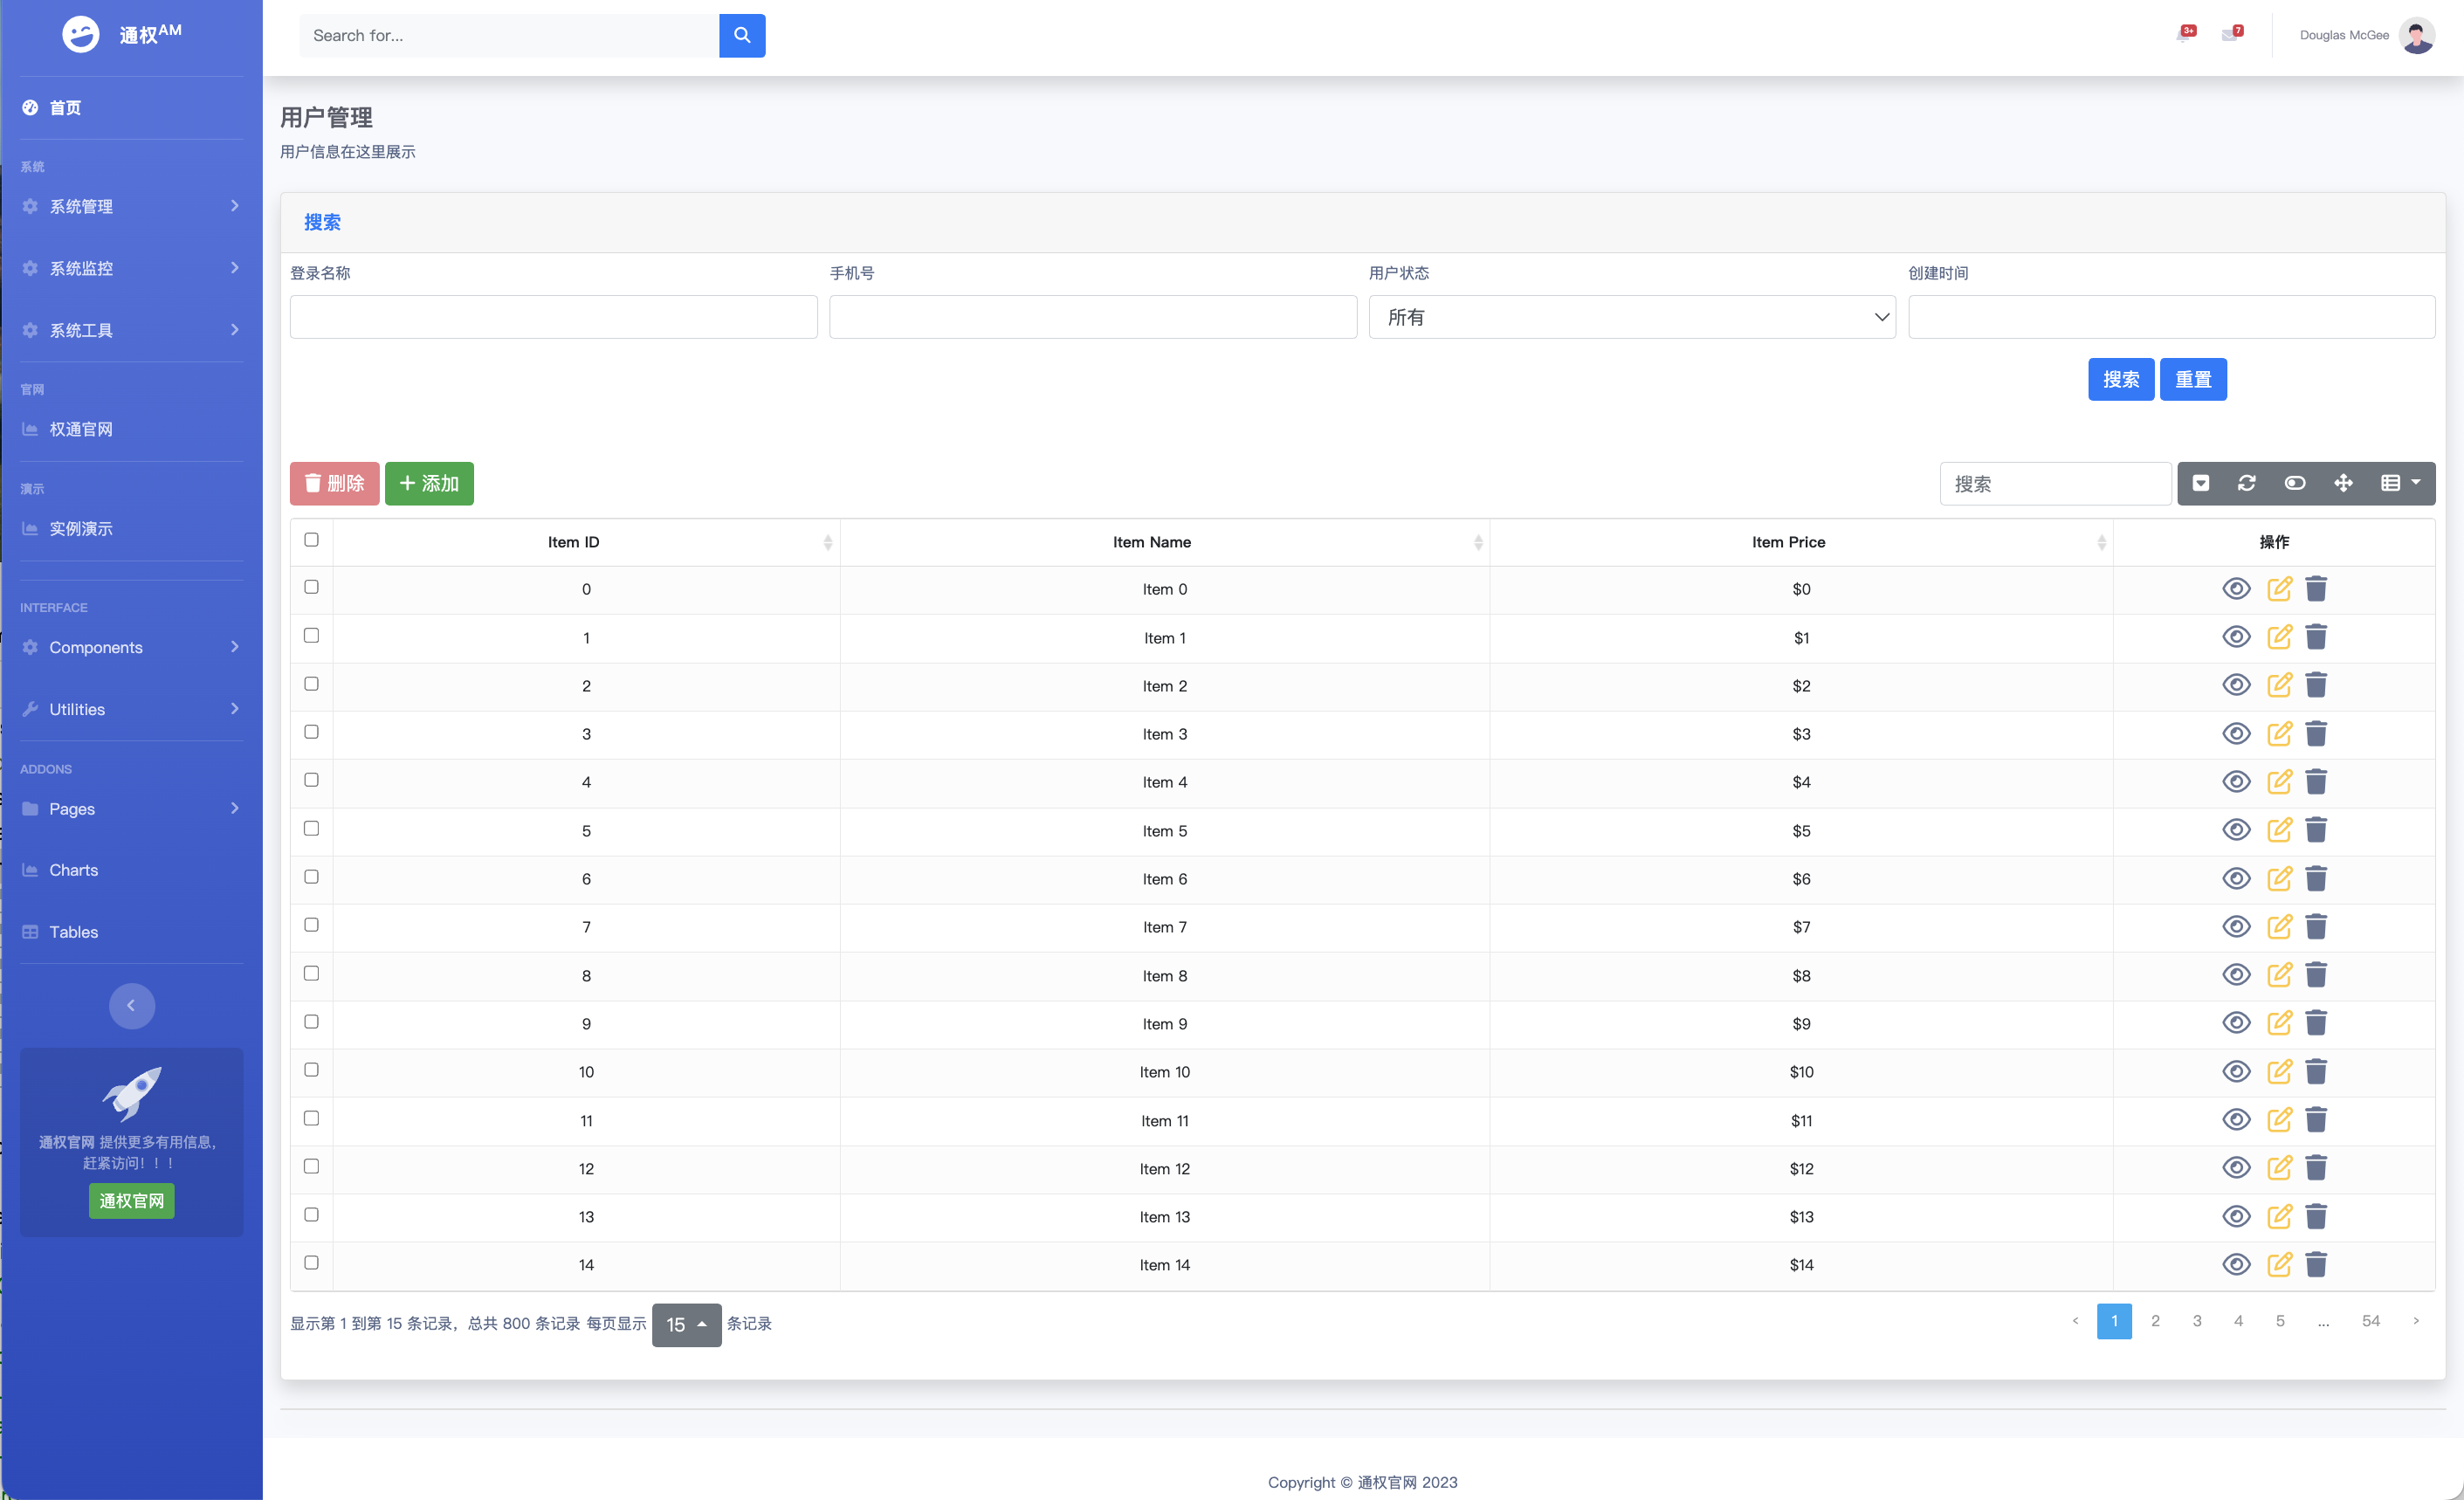 通权AM
Search for...
3+
7
Douglas McGee
首页
系统
系统管理
系统监控
系统工具
官网
权通官网
演示
实例演示
INTERFACE
Components
Utilities
ADDONS
Pages
Charts
Tables
通权官网 提供更多有用信息，
赶紧访问！！！
通权官网
用户管理
用户信息在这里展示
搜索
登录名称 手机号 用户状态 创建时间
所有
搜索 重置
删除 添加 搜索
Item ID Item Name Item Price 操作
0 Item 0 $0
1 Item 1 $1
2 Item 2 $2
3 Item 3 $3
4 Item 4 $4
5 Item 5 $5
6 Item 6 $6
7 Item 7 $7
8 Item 8 $8
9 Item 9 $9
10 Item 10 $10
11 Item 11 $11
12 Item 12 $12
13 Item 13 $13
14 Item 14 $14
显示第 1 到第 15 条记录，总共 800 条记录 每页显示 15 条记录
‹ 1 2 3 4 5 ... 54 ›
Copyright © 通权官网 2023